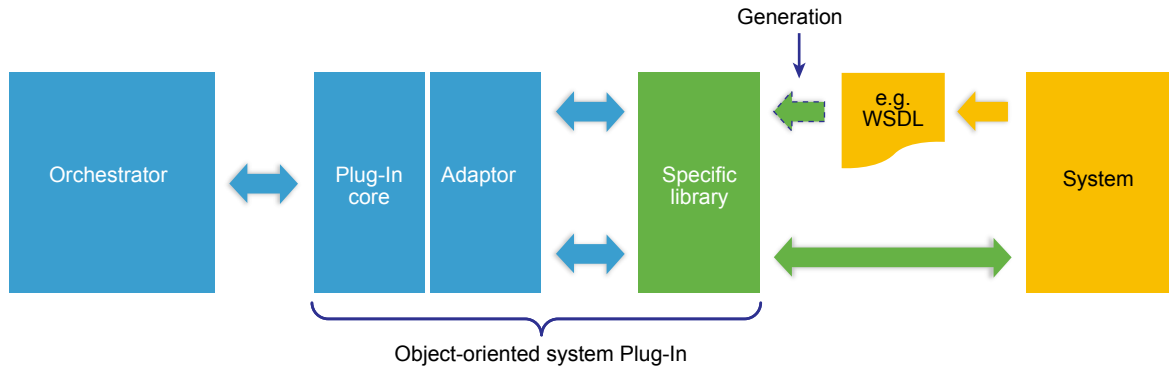 Generation
Orchestrator
Plug-In
core
Adaptor
Specific
library
e.g.
WSDL
System
Object-oriented system Plug-In